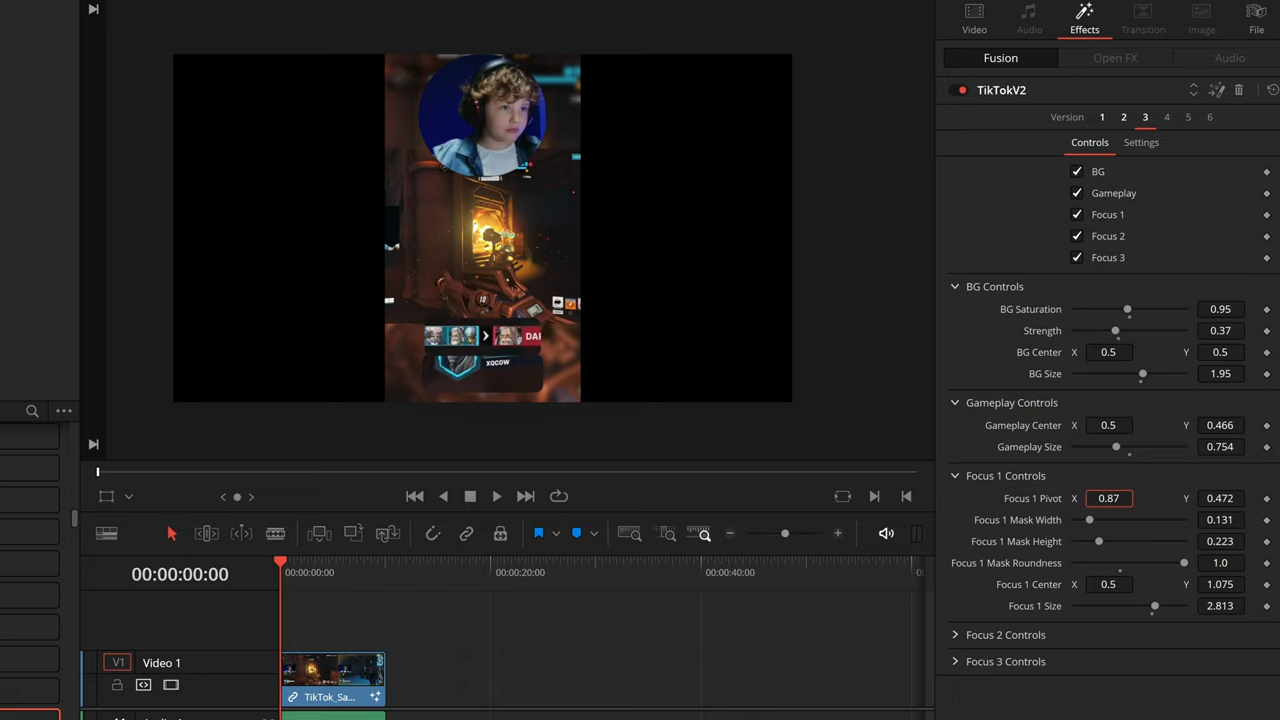 Video
Audio
Effects
Transition
Image
File
Fusion
Open FX
Audio
TikTokV2
Version 1 2 3 4 5 6
Controls
Settings
BG
Gameplay
Focus 1
Focus 2
Focus 3
BG Controls
BG Saturation 0.95
Strength 0.37
BG Center X 0.5 Y 0.5
BG Size 1.95
Gameplay Controls
Gameplay Center X 0.5 Y 0.466
Gameplay Size 0.754
Focus 1 Controls
Focus 1 Pivot X 0.87 Y 0.472
Focus 1 Mask Width 0.131
Focus 1 Mask Height 0.223
Focus 1 Mask Roundness 1.0
Focus 1 Center X 0.5 Y 1.075
Focus 1 Size 2.813
Focus 2 Controls
Focus 3 Controls
10
DAI
XQCOW
00:00:00:00
00:00:00:00
00:00:20:00
00:00:40:00
V1 Video 1
TikTok_Sa...